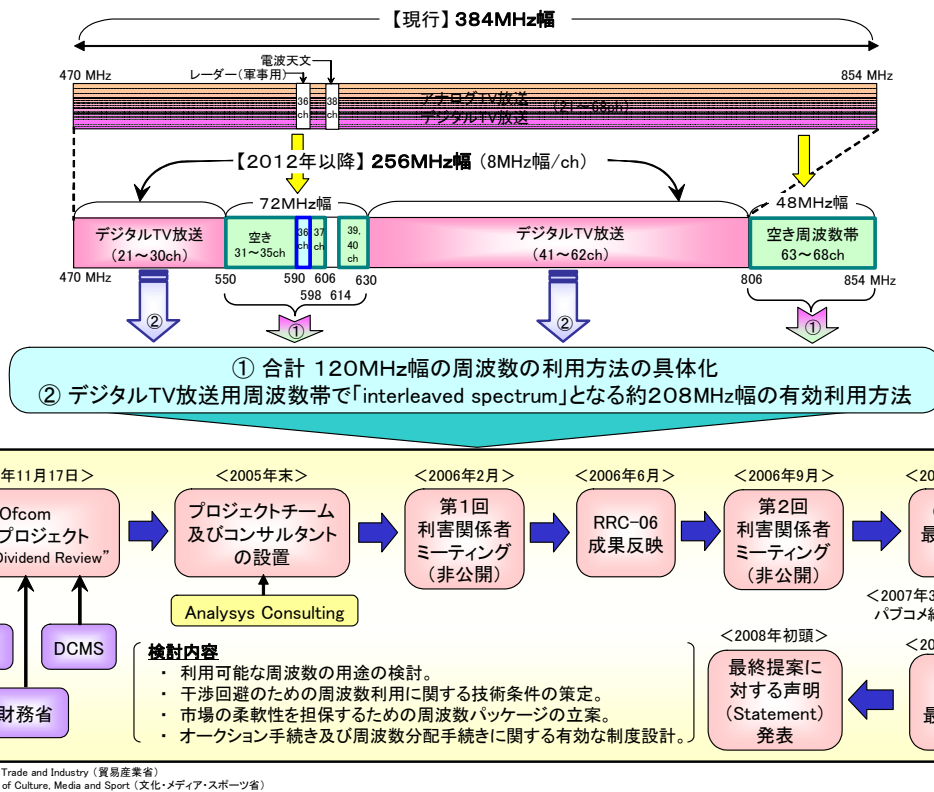 【現行】 384MHz幅
電波天文
レーダー(軍事用)
470 MHz
854 MHz
36
ch
38
ch
アナログTV放送
デジタルTV放送
(21～68ch)
【2012年以降】 256MHz幅 (8MHz幅/ch)
72MHz幅
48MHz幅
デジタルTV放送
(21～30ch)
空き
31～35ch
36
ch
37
ch
39,
40
ch
デジタルTV放送
(41～62ch)
空き周波数帯
63～68ch
470 MHz
550
590
606
630
598
614
806
854 MHz
②
①
②
①
① 合計 120MHz幅の周波数の利用方法の具体化
② デジタルTV放送用周波数帯で「interleaved spectrum」となる約208MHz幅の有効利用方法
年11月17日＞
＜2005年末＞
＜2006年2月＞
＜2006年6月＞
＜2006年9月＞
＜20
Ofcom
プロジェクト
Dividend Review”
プロジェクトチーム
及びコンサルタント
の設置
第1回
利害関係者
ミーティング
(非公開)
RRC-06
成果反映
第2回
利害関係者
ミーティング
(非公開)
最
＜2007年3
パブコメ
Analysys Consulting
DCMS
財務省
検討内容
・ 利用可能な周波数の用途の検討。
・ 干渉回避のための周波数利用に関する技術条件の策定。
・ 市場の柔軟性を担保するための周波数パッケージの立案。
・ オークション手続き及び周波数分配手続きに関する有効な制度設計。
＜2008年初頭＞
最終提案に
対する声明
(Statement)
発表
＜20
最
Trade and Industry (貿易産業省)
of Culture, Media and Sport (文化・メディア・スポーツ省)